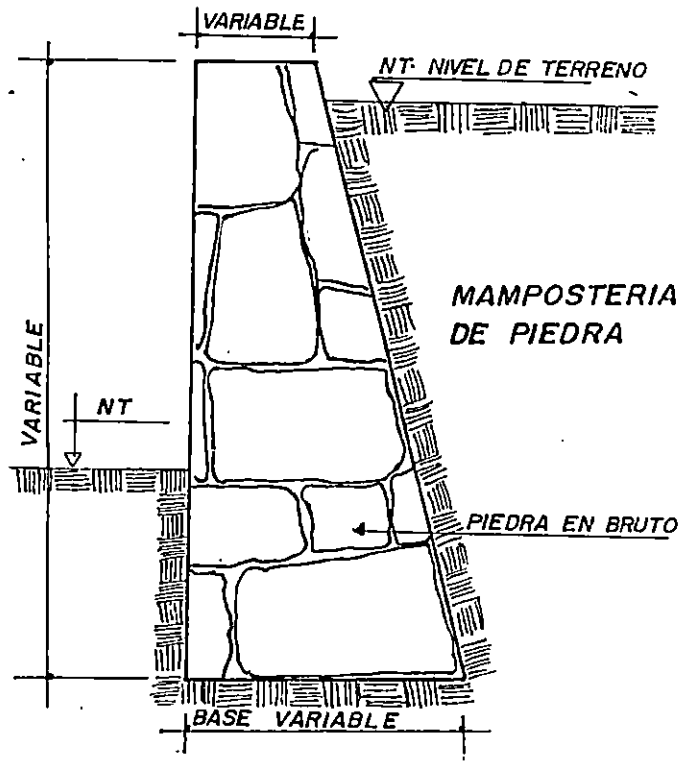 VARIABLE
NT- NIVEL DE TERRENO
MAMPOSTERIA
DE PIEDRA
VARIABLE
NT
PIEDRA EN BRUTO
BASE VARIABLE